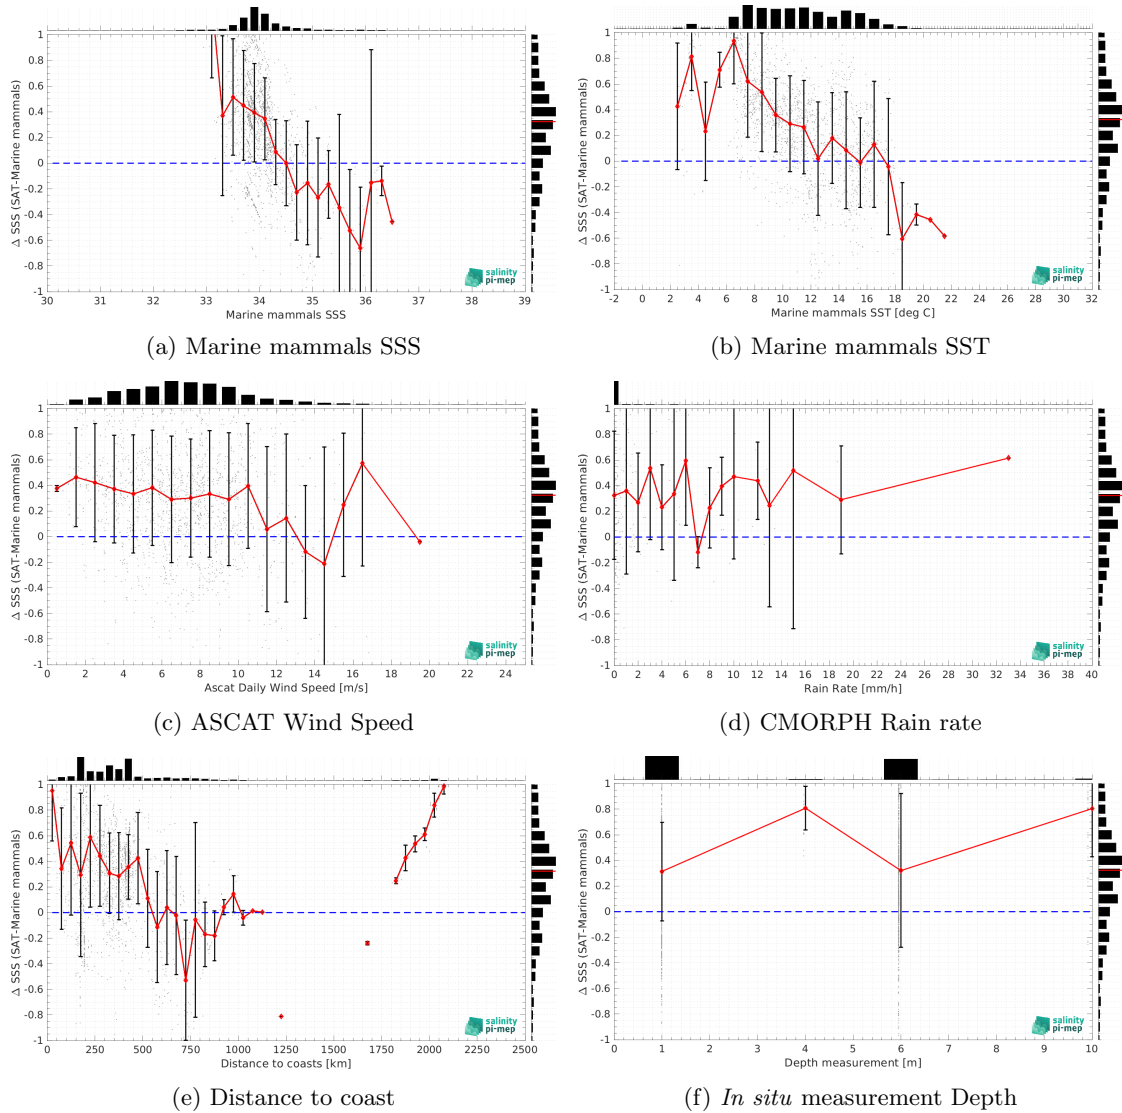 Δ SSS (SAT-Marine mammals)
1
0.8
0.6
0.4
0.2
0
-0.2
-0.4
-0.6
-0.8
-1
30 31 32 33 34 35 36 37 38 39
Marine mammals SSS
salinity
pi-mep
(a) Marine mammals SSS
Δ SSS (SAT-Marine mammals)
1
0.8
0.6
0.4
0.2
0
-0.2
-0.4
-0.6
-0.8
-1
-2 0 2 4 6 8 10 12 14 16 18 20 22 24 26 28 30 32
Marine mammals SST [deg C]
salinity
pi-mep
(b) Marine mammals SST
Δ SSS (SAT-Marine mammals)
1
0.8
0.6
0.4
0.2
0
-0.2
-0.4
-0.6
-0.8
-1
0 2 4 6 8 10 12 14 16 18 20 22 24
Ascat Daily Wind Speed [m/s]
salinity
pi-mep
(c) ASCAT Wind Speed
Δ SSS (SAT-Marine mammals)
1
0.8
0.6
0.4
0.2
0
-0.2
-0.4
-0.6
-0.8
-1
0 2 4 6 8 10 12 14 16 18 20 22 24 26 28 30 32 34 36 38 40
Rain Rate [mm/h]
salinity
pi-mep
(d) CMORPH Rain rate
Δ SSS (SAT-Marine mammals)
1
0.8
0.6
0.4
0.2
0
-0.2
-0.4
-0.6
-0.8
-1
0 250 500 750 1000 1250 1500 1750 2000 2250 2500
Distance to coasts [km]
salinity
pi-mep
(e) Distance to coast
Δ SSS (SAT-Marine mammals)
1
0.8
0.6
0.4
0.2
0
-0.2
-0.4
-0.6
-0.8
-1
0 1 2 3 4 5 6 7 8 9 10
Depth measurement [m]
salinity
pi-mep
(f) In situ measurement Depth